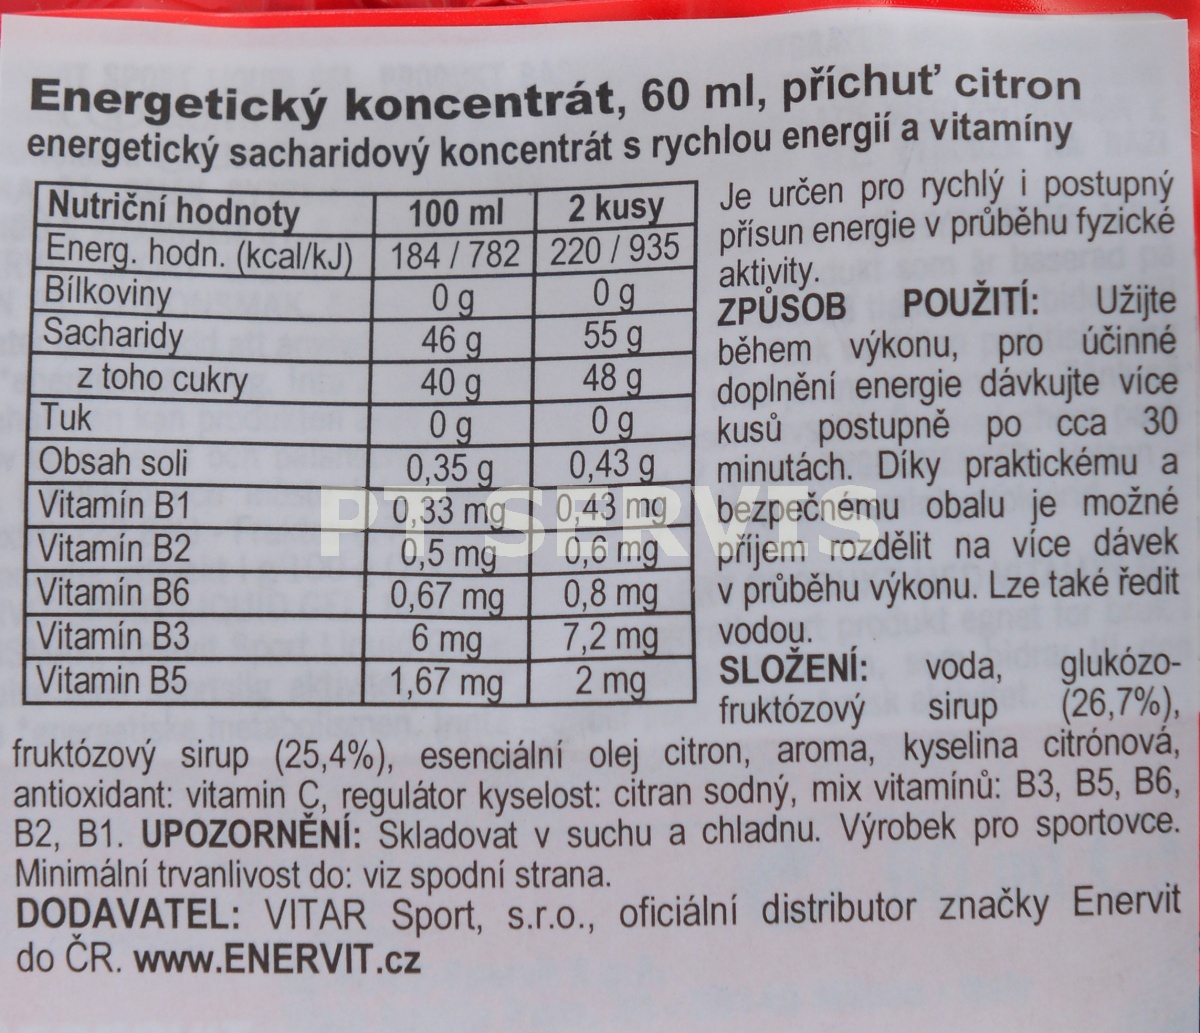 Energetický koncentrát, 60 ml, příchuť citron
energetický sacharidový koncentrát s rychlou energií a vitamíny
Nutriční hodnoty 100 ml 2 kusy
Energ. hodn. (kcal/kJ) 184 / 782 220 / 935
Bílkoviny 0 g 0 g
Sacharidy 46 g 55 g
z toho cukry 40 g 48 g
Tuk 0 g 0 g
Obsah soli 0,35 g 0,43 g
Vitamín B1 0,33 mg 0,43 mg
Vitamín B2 0,5 mg 0,6 mg
Vitamín B6 0,67 mg 0,8 mg
Vitamín B3 6 mg 7,2 mg
Vitamin B5 1,67 mg 2 mg
Je určen pro rychlý i postupný
přísun energie v průběhu fyzické
aktivity.
ZPŮSOB POUŽITÍ: Užijte
během výkonu, pro účinné
doplnění energie dávkujte více
kusů postupně po cca 30
minutách. Díky praktickému a
bezpečnému obalu je možné
příjem rozdělit na více dávek
v průběhu výkonu. Lze také ředit
vodou.
SLOŽENÍ: voda, glukózo-
fruktózový sirup (26,7%),
fruktózový sirup (25,4%), esenciální olej citron, aroma, kyselina citrónová,
antioxidant: vitamin C, regulátor kyselost: citran sodný, mix vitamínů: B3, B5, B6,
B2, B1. UPOZORNĚNÍ: Skladovat v suchu a chladnu. Výrobek pro sportovce.
Minimální trvanlivost do: viz spodní strana.
DODAVATEL: VITAR Sport, s.r.o., oficiální distributor značky Enervit
do ČR. www.ENERVIT.cz
PT SERVIS